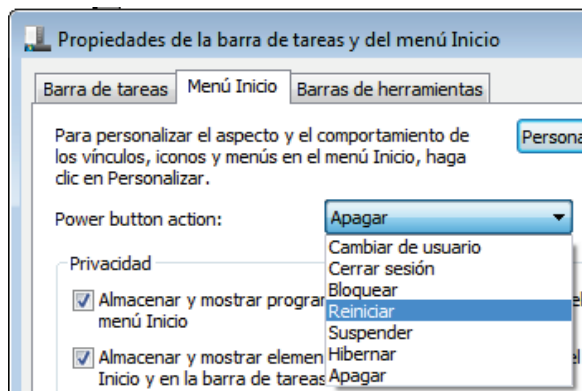 Propiedades de la barra de tareas y del menú Inicio
Barra de tareas Menú Inicio Barras de herramientas
Para personalizar el aspecto y el comportamiento de
los vínculos, iconos y menús en el menú Inicio, haga
clic en Personalizar.
Persona
Power button action:
Apagar
Cambiar de usuario
Cerrar sesión
Bloquear
Reiniciar
Suspender
Hibernar
Apagar
Privacidad
Almacenar y mostrar progran
menú Inicio
Almacenar y mostrar elemen
Inicio y en la barra de tareas